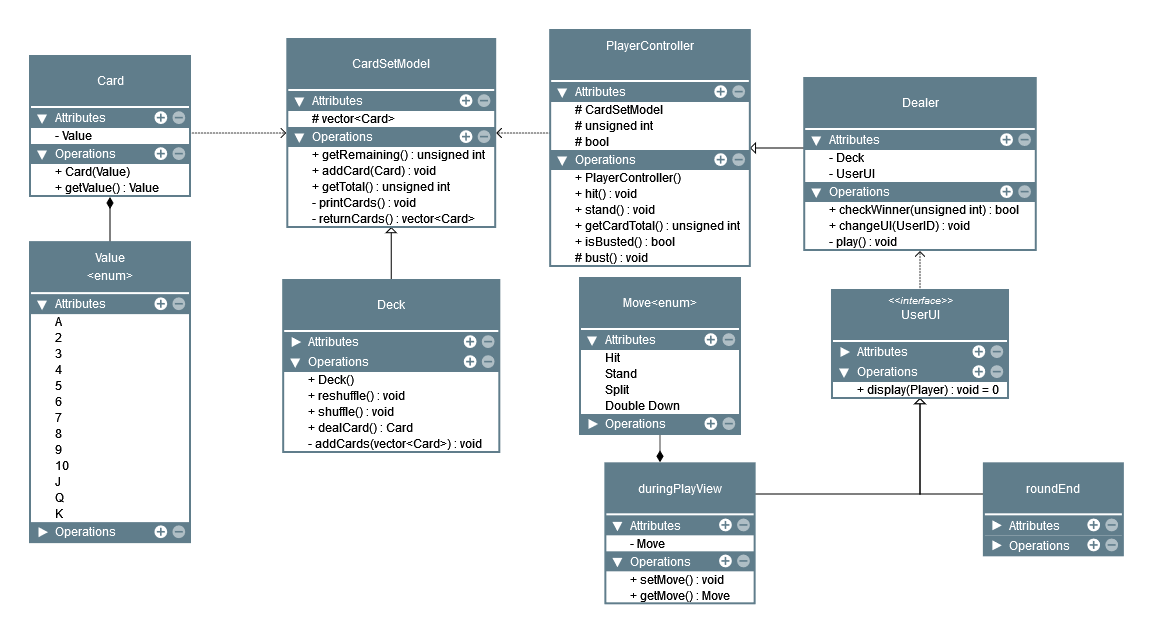 Card
Attributes
- Value
Operations
+ Card(Value)
+ getValue() : Value
Value
<enum>
Attributes
A
2
3
4
5
6
7
8
9
10
J
Q
K
Operations
CardSetModel
Attributes
# vector<Card>
Operations
+ getRemaining() : unsigned int
+ addCard(Card) : void
+ getTotal() : unsigned int
- printCards() : void
- returnCards() : vector<Card>
Deck
Attributes
Operations
+ Deck()
+ reshuffle() : void
+ shuffle() : void
+ dealCard() : Card
- addCards(vector<Card>) : void
PlayerController
Attributes
# CardSetModel
# unsigned int
# bool
Operations
+ PlayerController()
+ hit() : void
+ stand() : void
+ getCardTotal() : unsigned int
+ isBusted() : bool
# bust() : void
Move<enum>
Attributes
Hit
Stand
Split
Double Down
Operations
duringPlayView
Attributes
- Move
Operations
+ setMove() : void
+ getMove() : Move
Dealer
Attributes
- Deck
- UserUI
Operations
+ checkWinner(unsigned int) : bool
+ changeUI(UserID) : void
- play() : void
<<interface>>
UserUI
Attributes
Operations
+ display(Player) : void = 0
roundEnd
Attributes
Operations